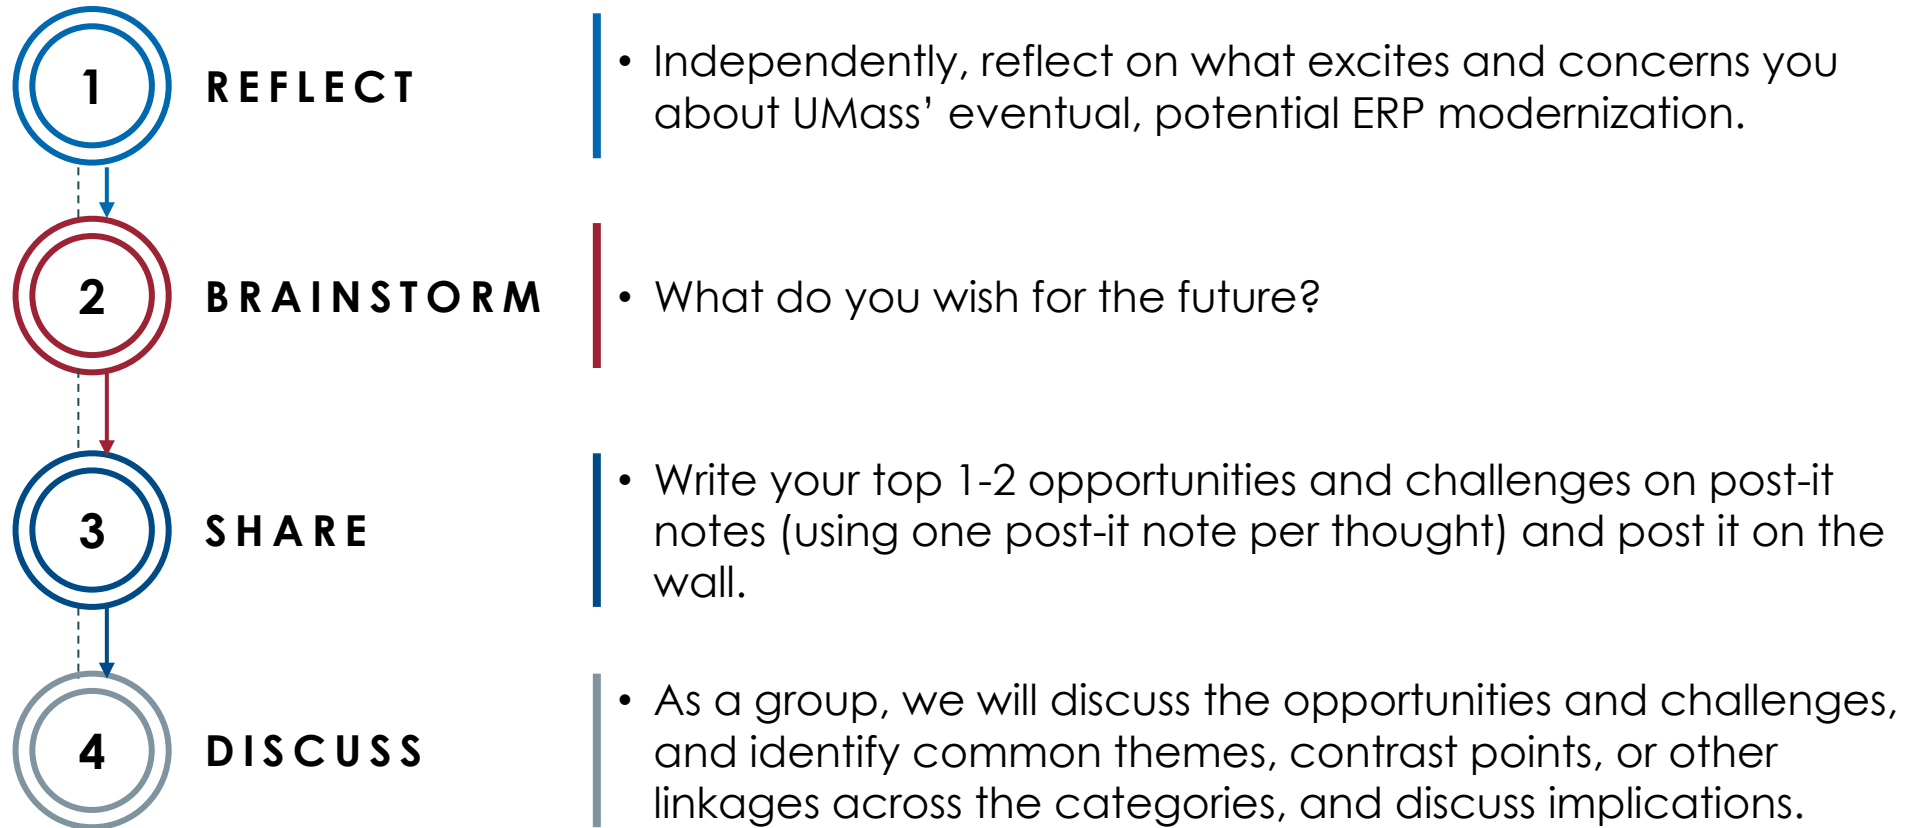 1
REFLECT
• Independently, reflect on what excites and concerns you
about UMass’ eventual, potential ERP modernization.
2
BRAINSTORM
• What do you wish for the future?
3
SHARE
• Write your top 1-2 opportunities and challenges on post-it
notes (using one post-it note per thought) and post it on the
wall.
4
DISCUSS
• As a group, we will discuss the opportunities and challenges,
and identify common themes, contrast points, or other
linkages across the categories, and discuss implications.